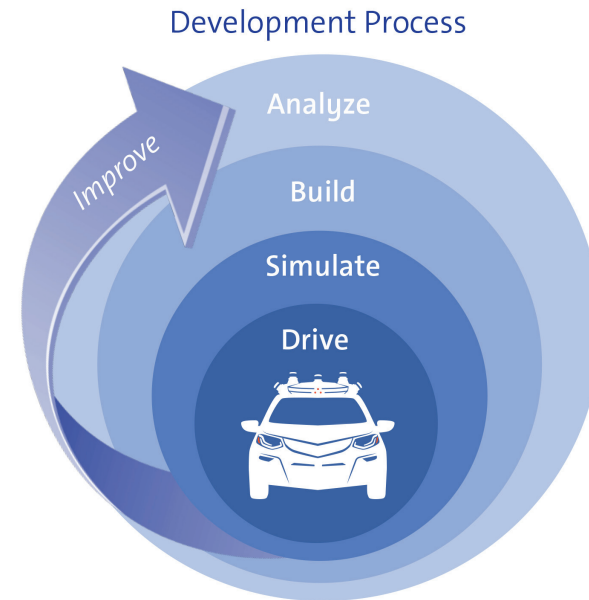 Development Process
Analyze
Improve
Build
Simulate
Drive